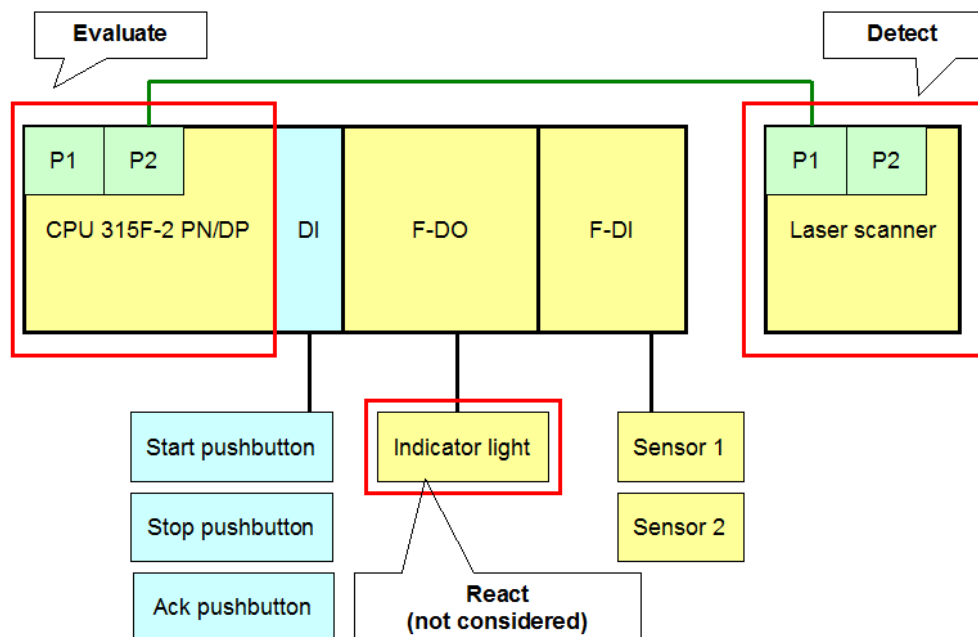 Evaluate
Detect
P1
P2
P1
P2
CPU 315F-2 PN/DP
DI
F-DO
F-DI
Laser scanner
Start pushbutton
Indicator light
Sensor 1
Stop pushbutton
Sensor 2
Ack pushbutton
React
(not considered)